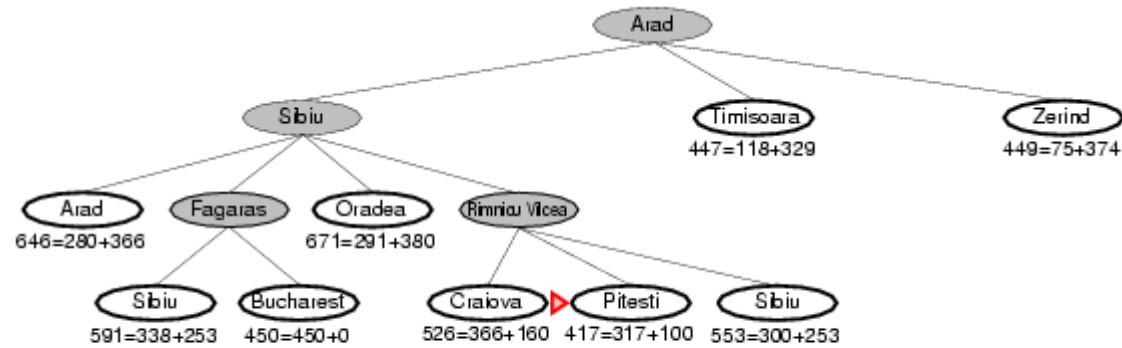 Arad
Sibiu Timisoara Zerind
447=118+329 449=75+374
Arad Fagaras Oradea Rimnicu Vilcea
646=280+366 671=291+380
Sibiu Bucharest Craiova Pitesti Sibiu
591=338+253 450=450+0 526=366+160 417=317+100 553=300+253